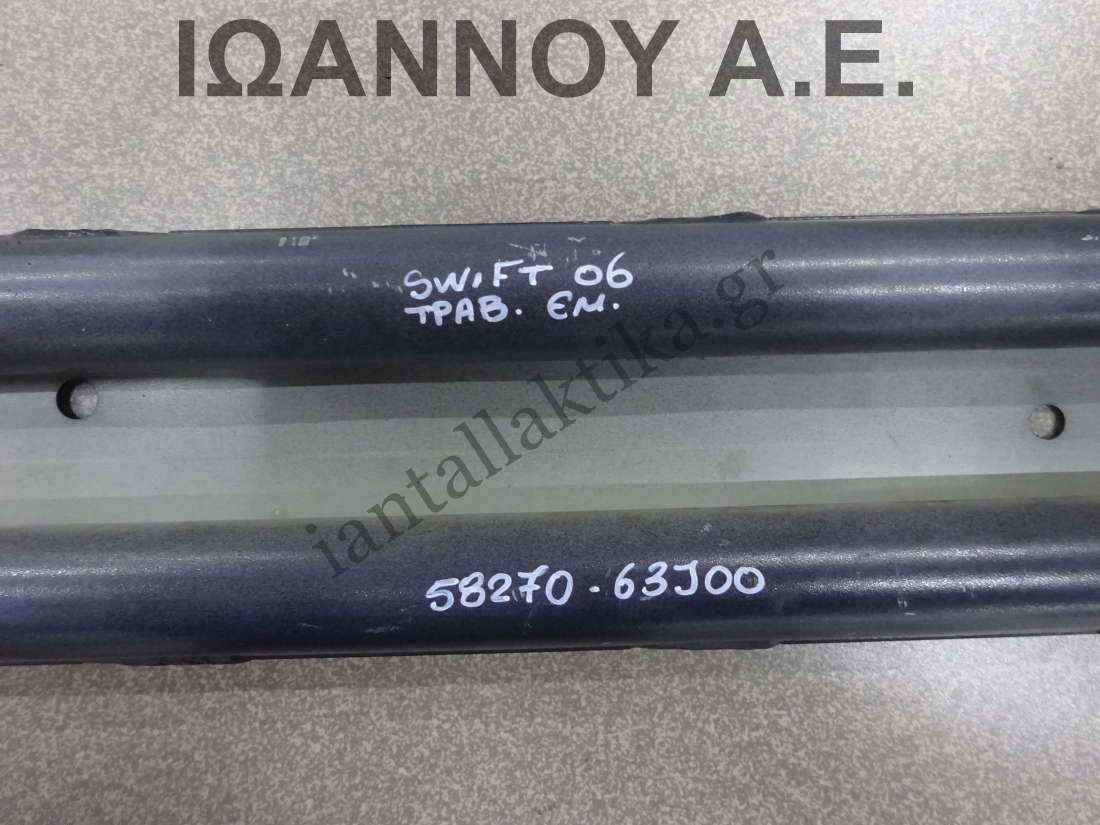 ΙΩΑΝΝΟΥ Α.Ε.
SWIFT 06
ΤΡΑΒ. ΕΜ.
iantallaktika.gr
58270-63J00